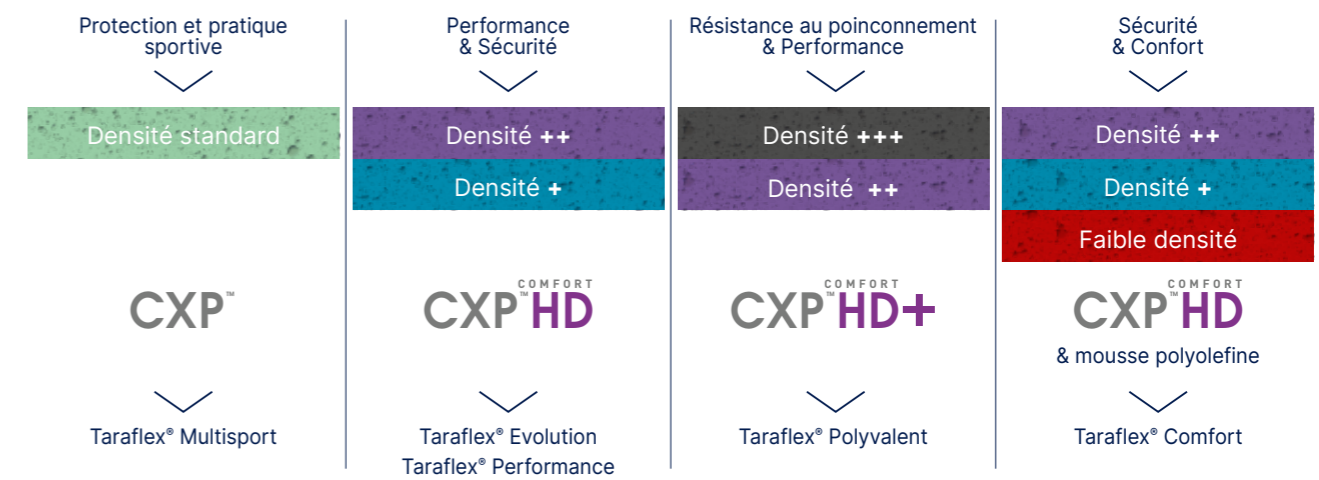 Protection et pratique
sportive
Densité standard
CXP™
Taraflex® Multisport
Performance
& Sécurité
Densité ++
Densité +
COMFORT
CXP™HD
Taraflex® Evolution
Taraflex® Performance
Résistance au poinconnement
& Performance
Densité +++
Densité ++
COMFORT
CXP™HD+
Taraflex® Polyvalent
Sécurité
& Confort
Densité ++
Densité +
Faible densité
COMFORT
CXP™HD
& mousse polyolefine
Taraflex® Comfort